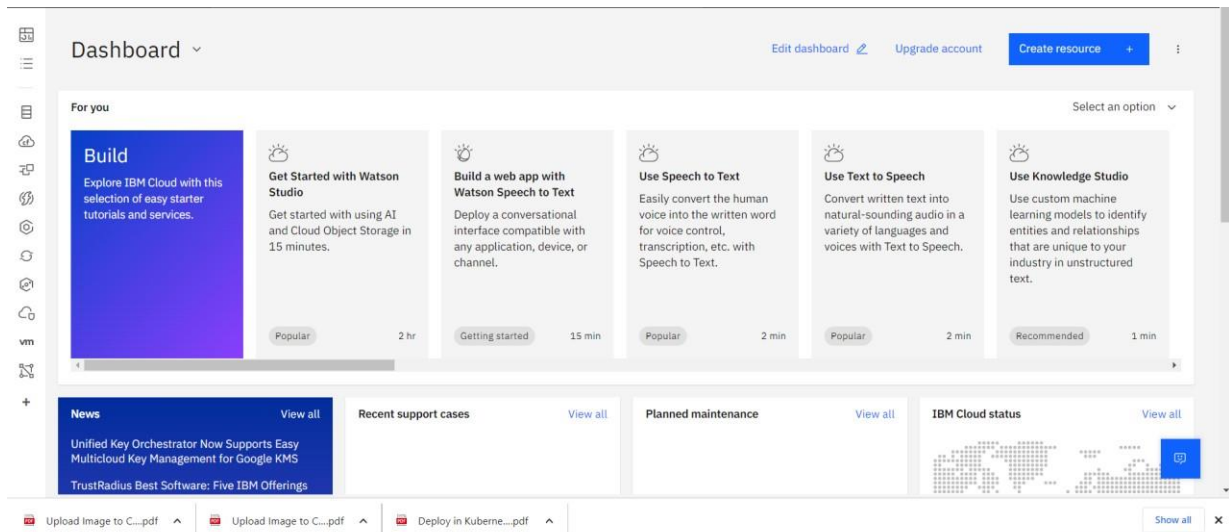 Dashboard
Edit dashboard
Upgrade account
Create resource +
For you
Select an option
Build
Explore IBM Cloud with this
selection of easy starter
tutorials and services.
Get Started with Watson
Studio
Get started with using AI
and Cloud Object Storage in
15 minutes.
Popular
2 hr
Build a web app with
Watson Speech to Text
Deploy a conversational
interface compatible with
any application, device, or
channel.
Getting started
15 min
Use Speech to Text
Easily convert the human
voice into the written word
for voice control,
transcription, etc. with
Speech to Text.
Popular
2 min
Use Text to Speech
Convert written text into
natural-sounding audio in a
variety of languages and
voices with Text to Speech.
Popular
2 min
Use Knowledge Studio
Use custom machine
learning models to identify
entities and relationships
that are unique to your
industry in unstructured
text.
Recommended
1 min
vm
+
News
View all
Unified Key Orchestrator Now Supports Easy
Multicloud Key Management for Google KMS
TrustRadius Best Software: Five IBM Offerings
Recent support cases
View all
Planned maintenance
View all
IBM Cloud status
View all
Upload Image to C....pdf
Upload Image to C....pdf
Deploy in Kuberne....pdf
Show all
X